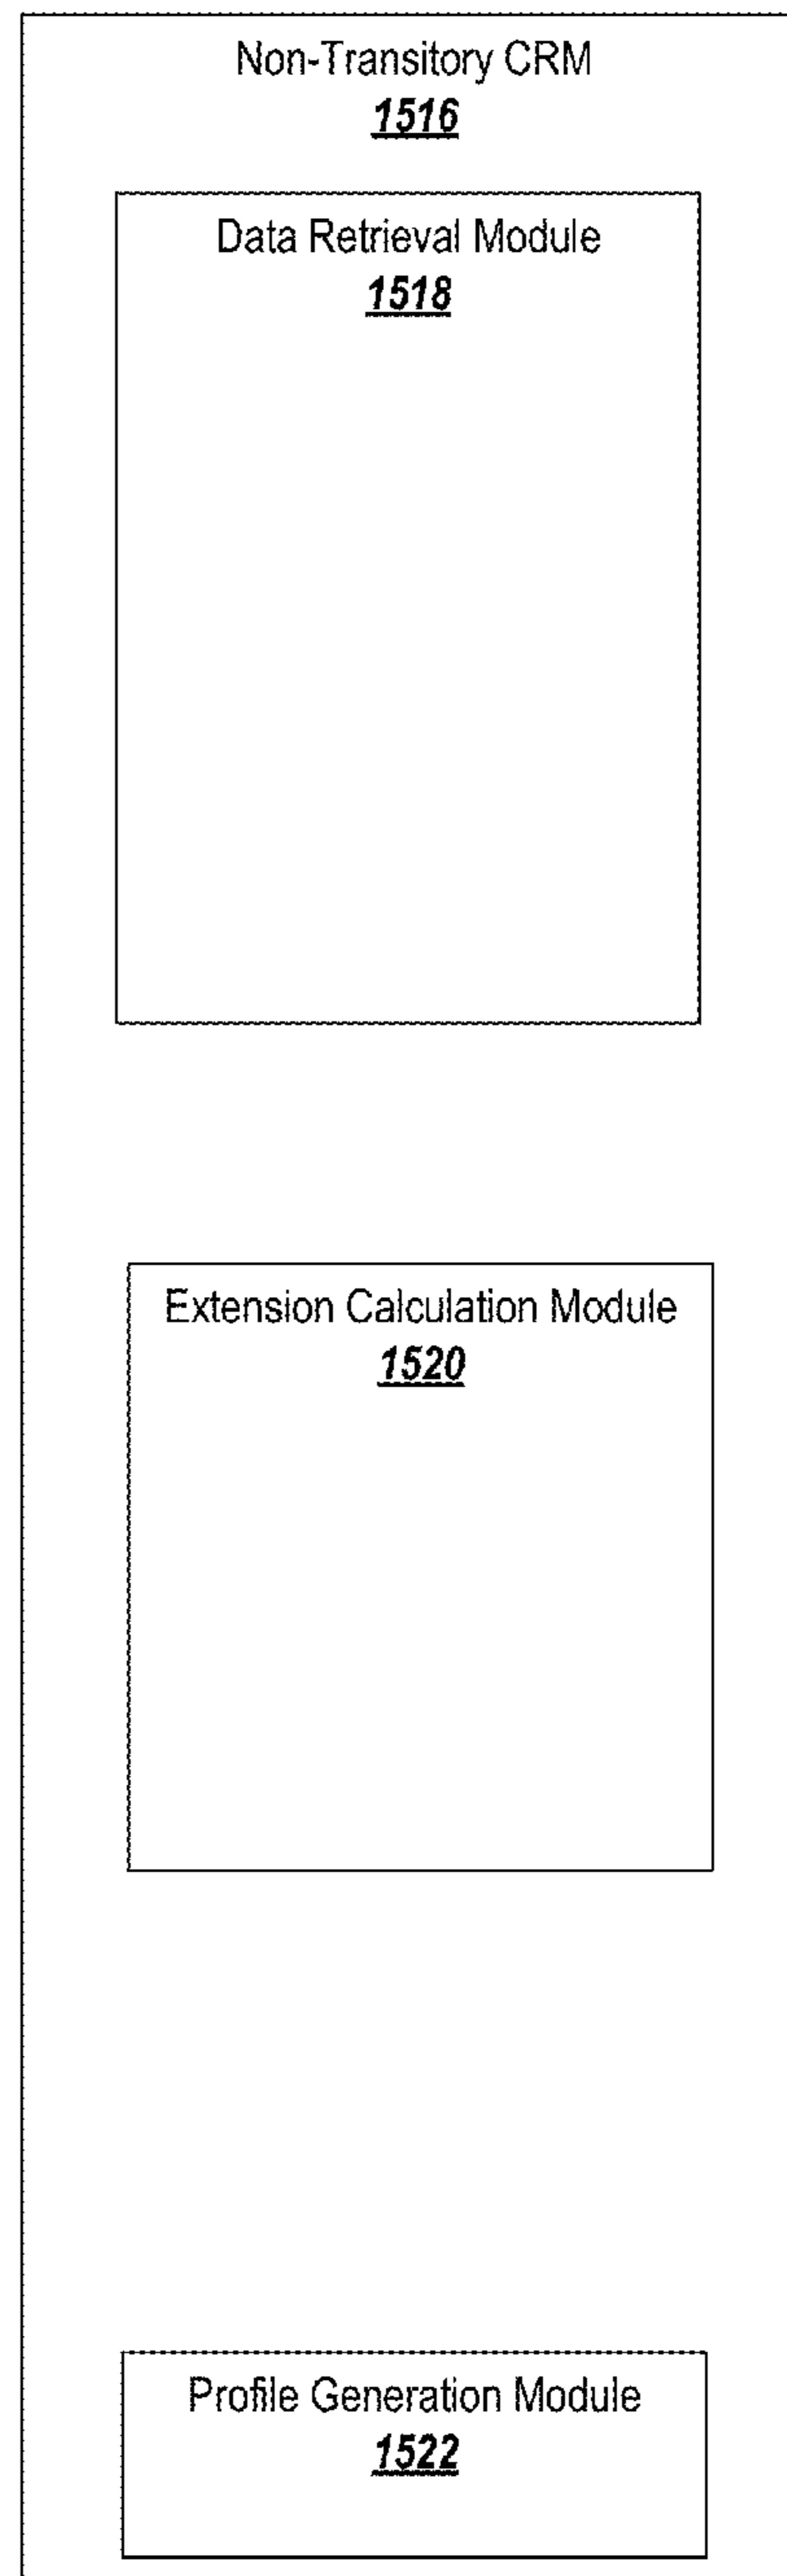 Non-Transitory CRM
1516
Data Retrieval Module
1518
Extension Calculation Module
1520
Profile Generation Module
1522